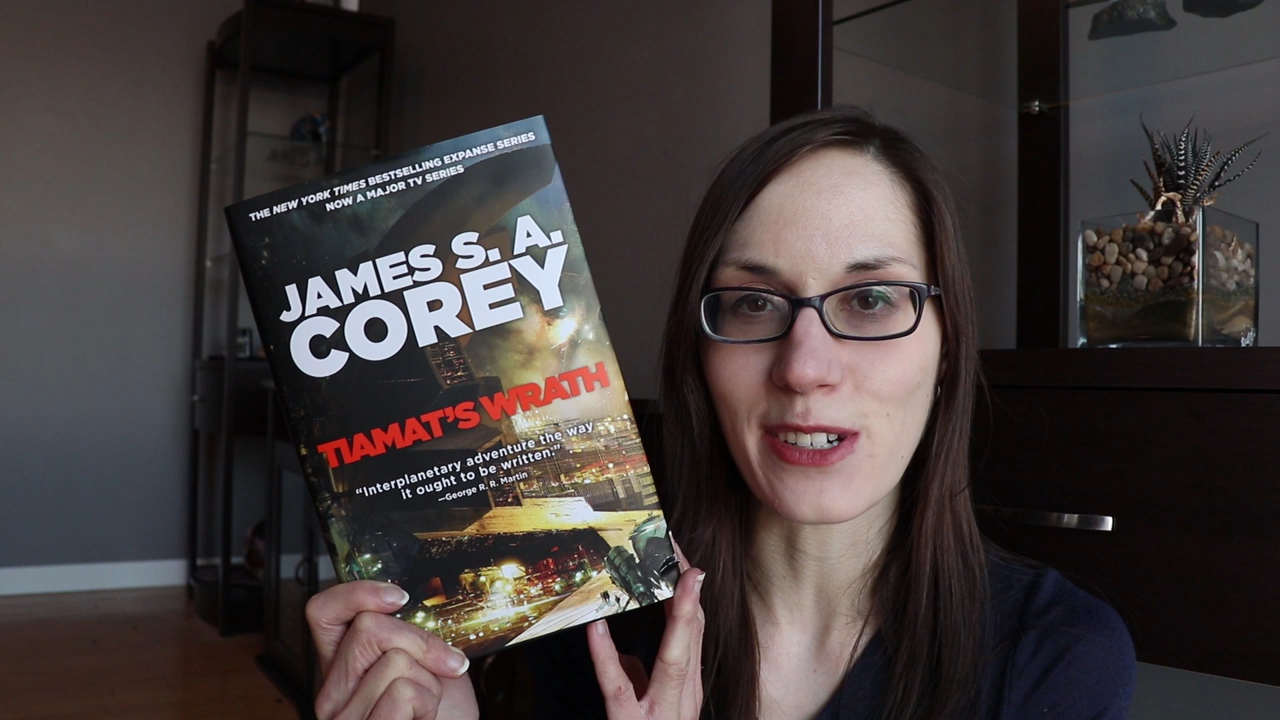 THE NEW YORK TIMES BESTSELLING EXPANSE SERIES
NOW A MAJOR TV SERIES
JAMES S. A.
COREY
TIAMAT'S WRATH
“Interplanetary adventure the way
it ought to be written.”
—George R. R. Martin